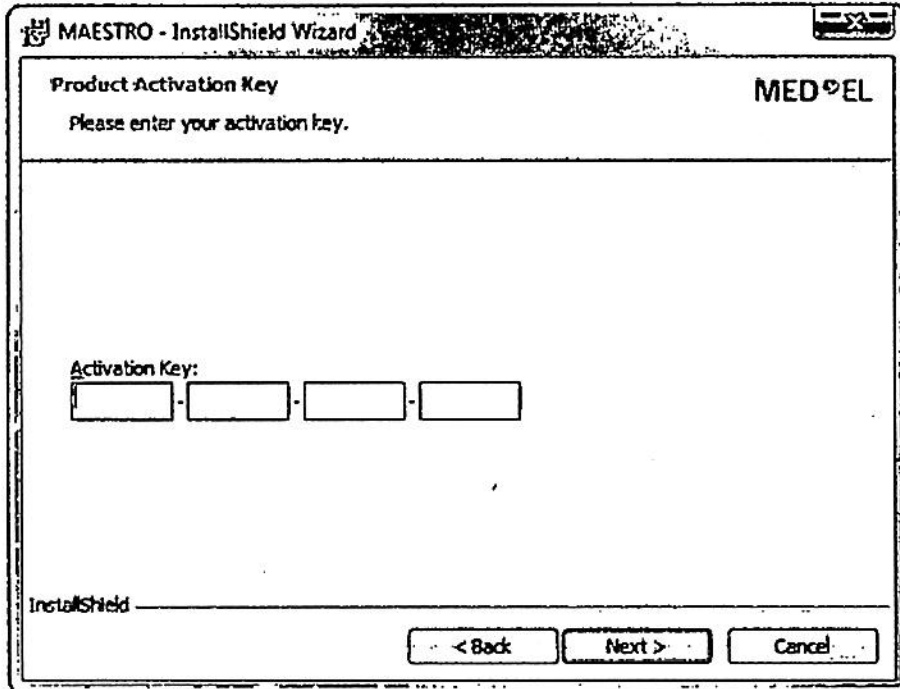 MAESTRO - InstallShield Wizard
Product Activation Key
MED EL
Please enter your activation key.
Activation Key:
- - -
InstallShield
< Back Next > Cancel